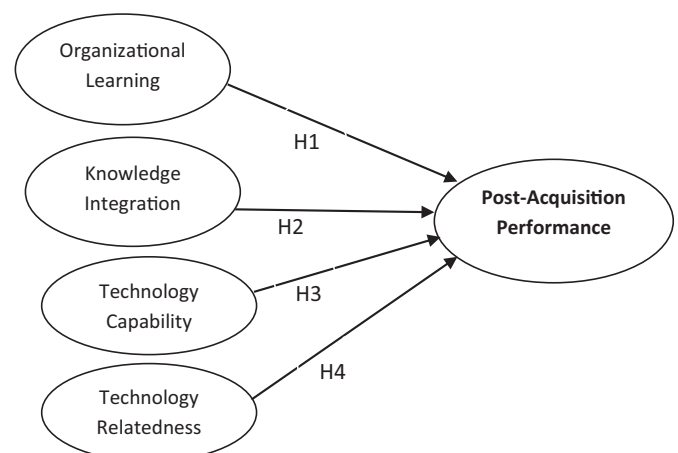 Organizational
Learning
H1
Knowledge
Integration
H2
Post-Acquisition
Performance
Technology
Capability
H3
Technology
Relatedness
H4